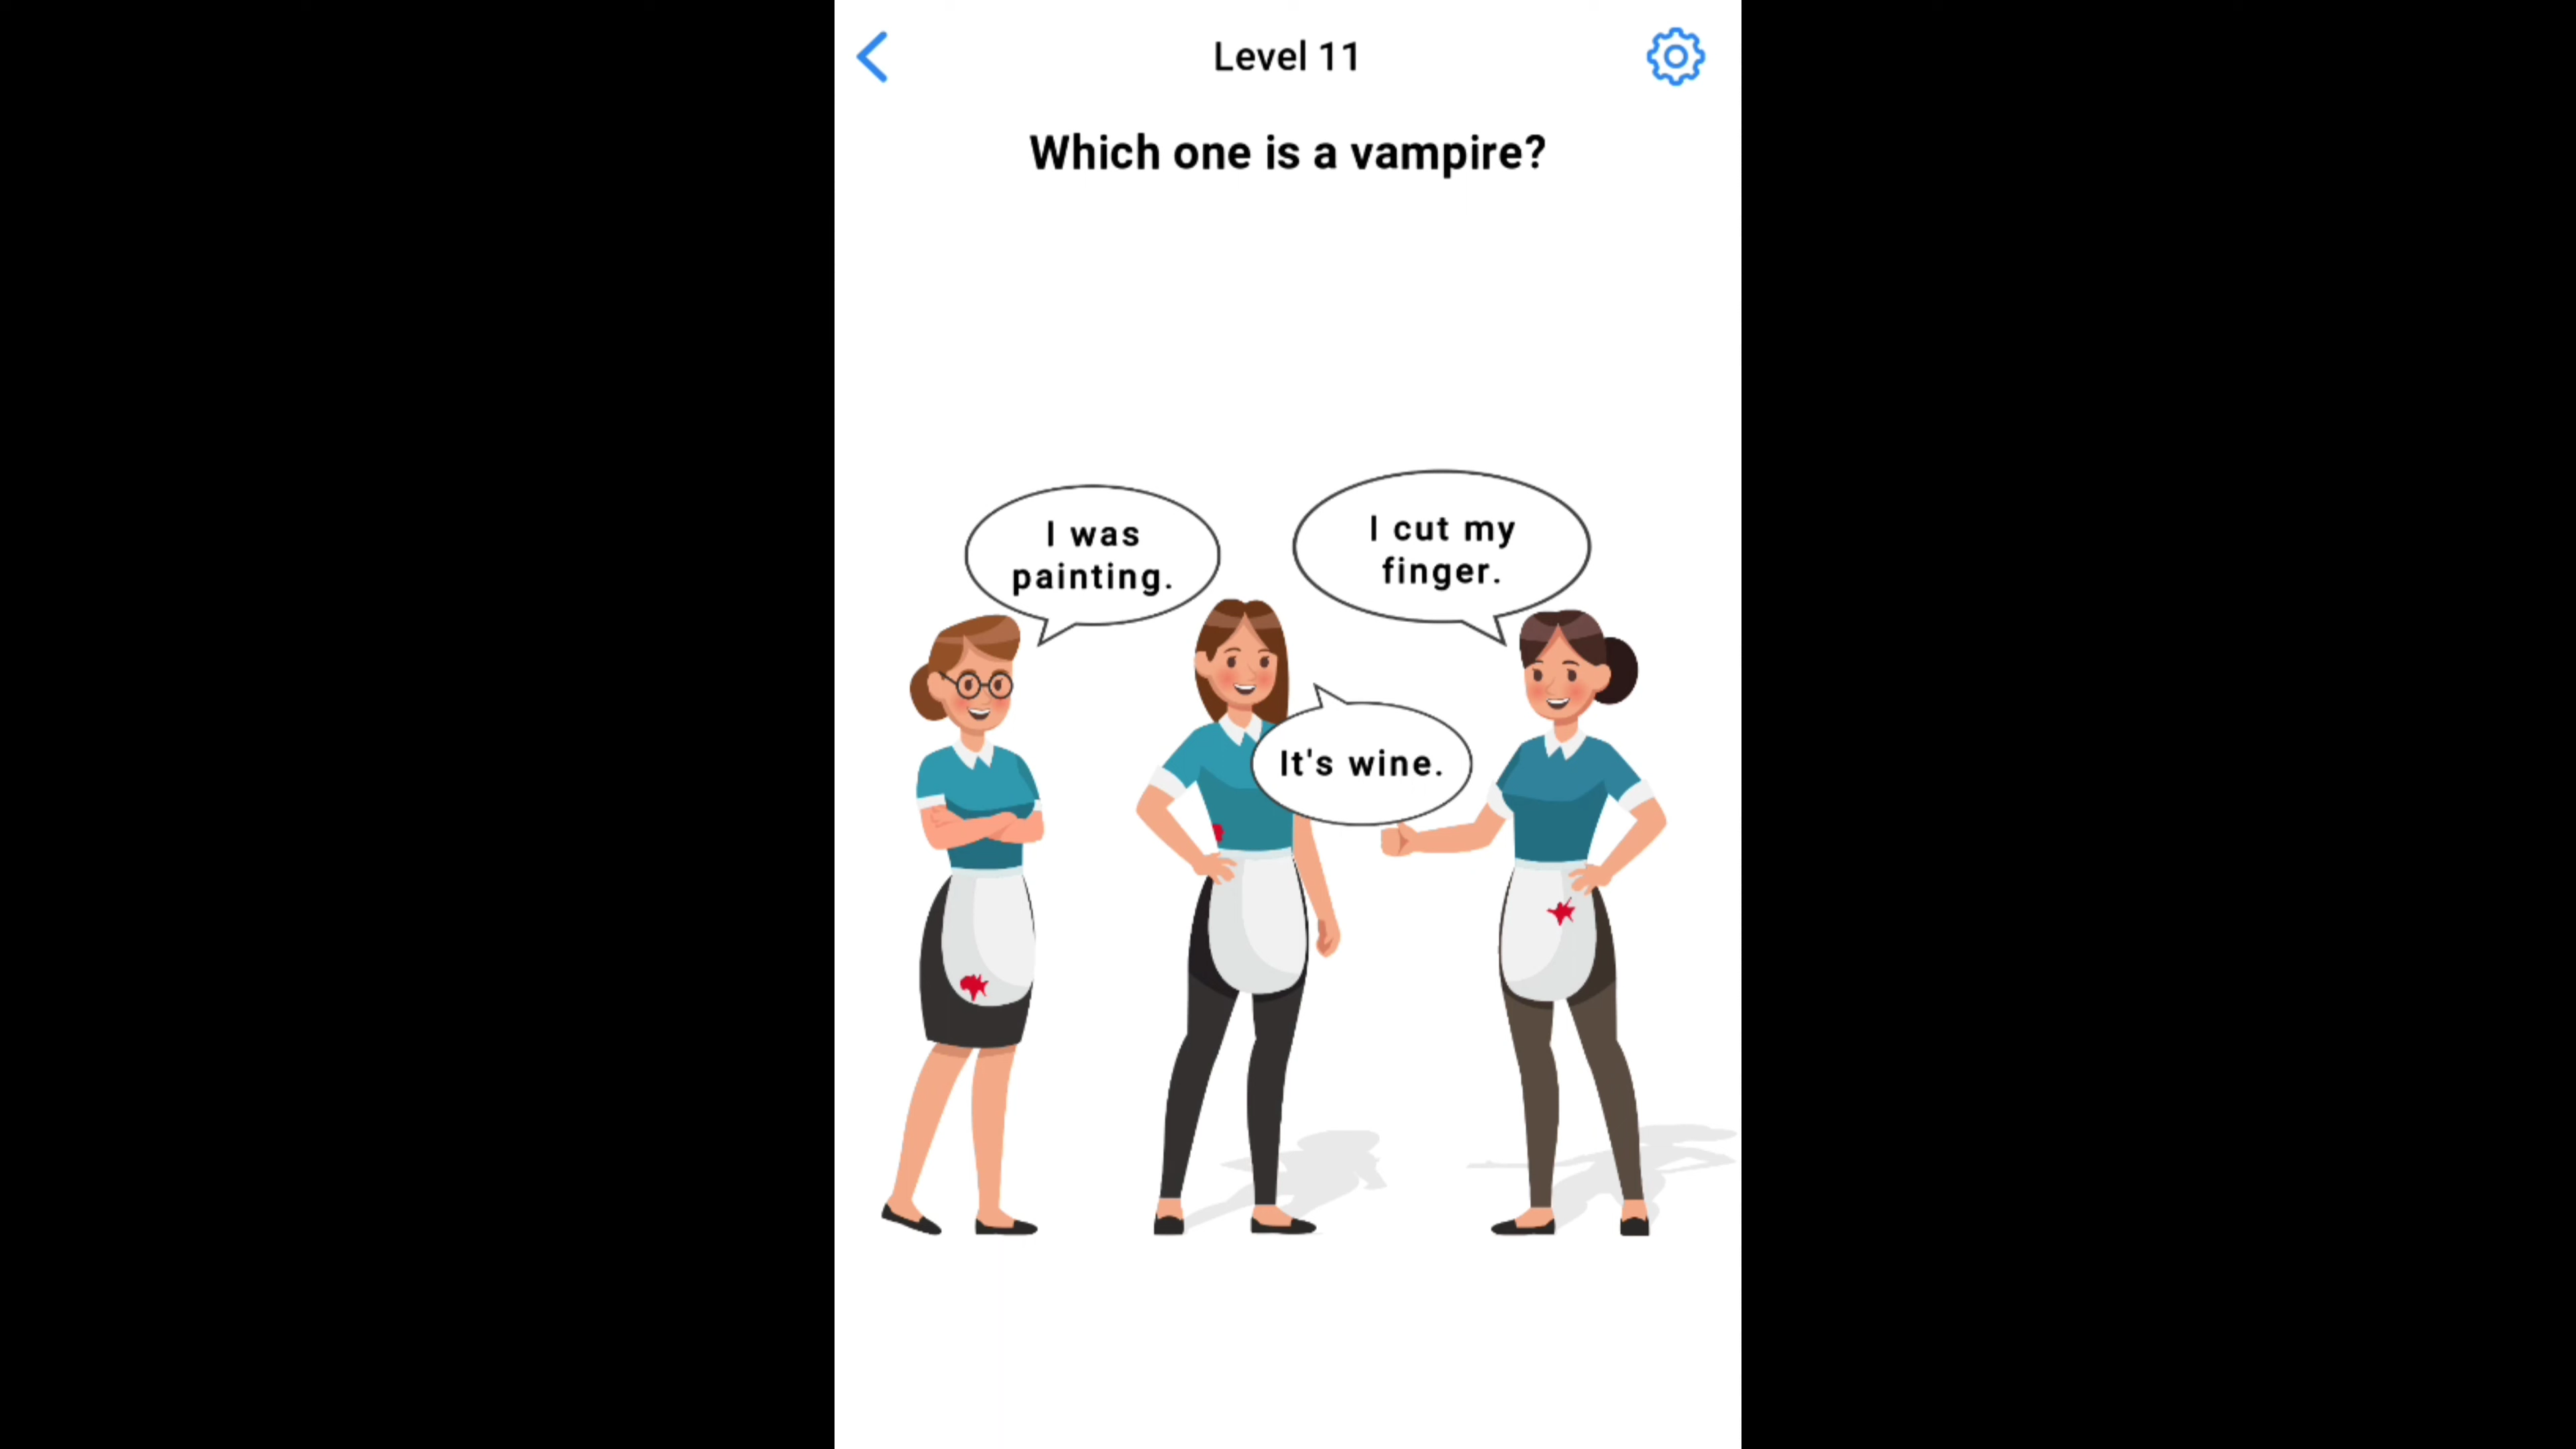 Level 11
Which one is a vampire?
I was
painting.
I cut my
finger.
It's wine.